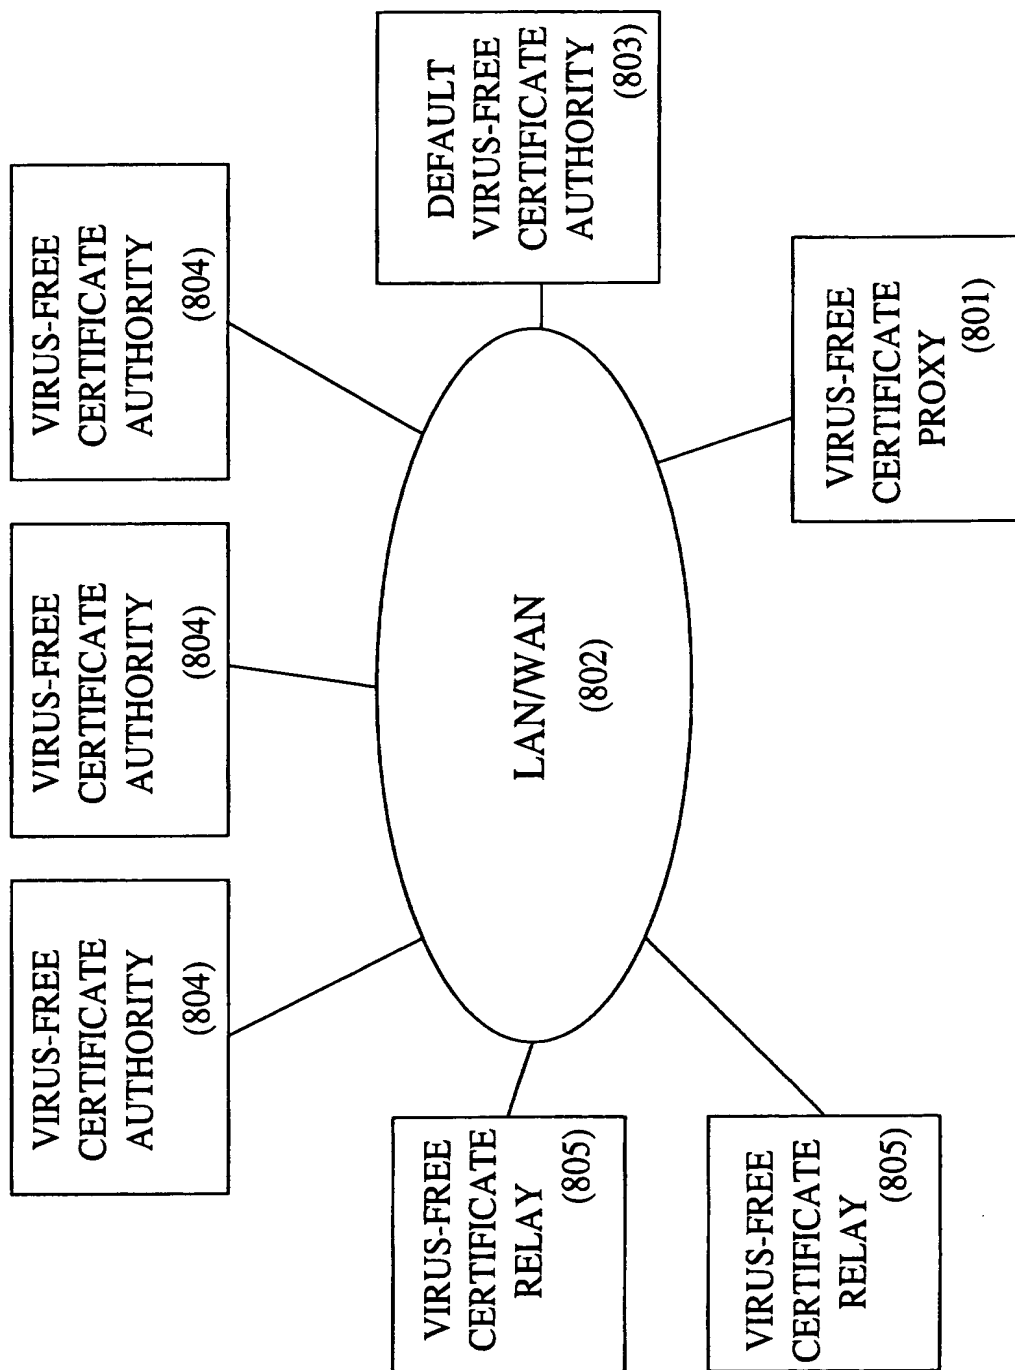 VIRUS-FREE
CERTIFICATE
AUTHORITY
(804)
VIRUS-FREE
CERTIFICATE
AUTHORITY
(804)
VIRUS-FREE
CERTIFICATE
AUTHORITY
(804)
VIRUS-FREE
CERTIFICATE
RELAY
(805)
LAN/WAN
(802)
DEFAULT
VIRUS-FREE
CERTIFICATE
AUTHORITY
(803)
VIRUS-FREE
CERTIFICATE
RELAY
(805)
VIRUS-FREE
CERTIFICATE
PROXY
(801)